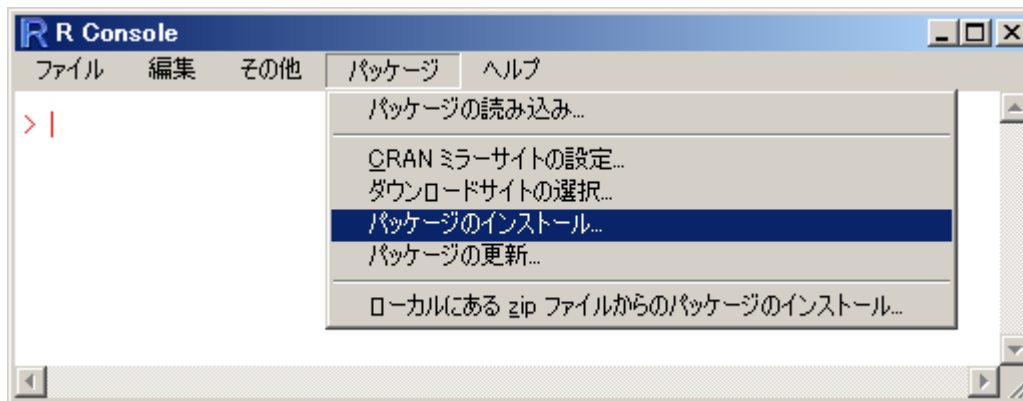 R Console
ファイル 編集 その他 パッケージ ヘルプ
>
パッケージの読み込み...
CRAN ミラーサイトの設定...
ダウンロードサイトの選択...
パッケージのインストール...
パッケージの更新...
ローカルにある zip ファイルからのパッケージのインストール...